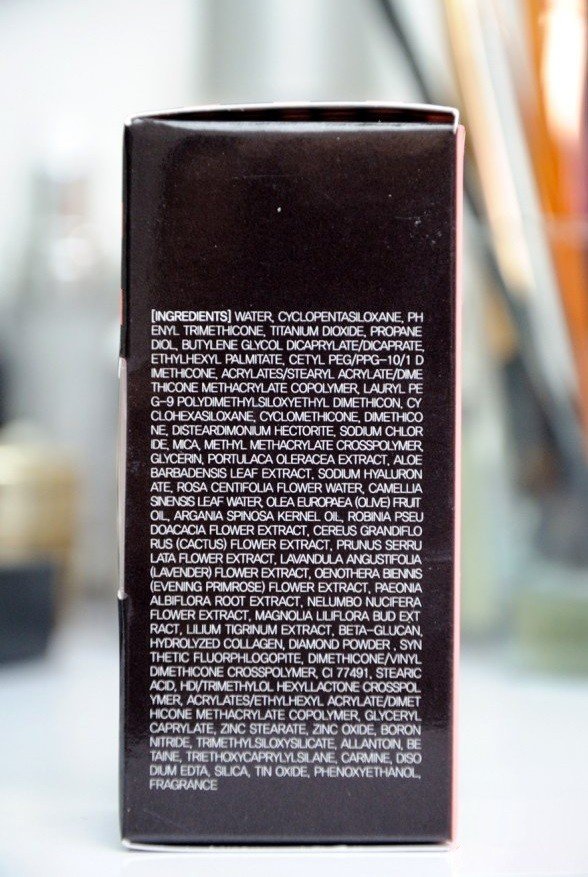 [INGREDIENTS] WATER, CYCLOPENTASILOXANE, PH
ENYL TRIMETHICONE, TITANIUM DIOXIDE, PROPANE
DIOL, BUTYLENE GLYCOL DICAPRYLATE/DICAPRATE,
ETHYLHEXYL PALMITATE, CETYL PEG/PPG-10/1 D
IMETHICONE, ACRYLATES/STEARYL ACRYLATE/DIME
THICONE METHACRYLATE COPOLYMER, LAURYL PE
G-9 POLYDIMETHYLSILOXYETHYL DIMETHICON, CY
CLOHEXASILOXANE, CYCLOMETHICONE, DIMETHICO
NE, DISTEARDIMONIUM HECTORITE, SODIUM CHLOR
IDE, MICA, METHYL METHACRYLATE CROSSPOLYMER,
GLYCERIN, PORTULACA OLERACEA EXTRACT, ALOE
BARBADENSIS LEAF EXTRACT, SODIUM HYALURON
ATE, ROSA CENTIFOLIA FLOWER WATER, CAMELLIA
SINENSIS LEAF WATER, OLEA EUROPAEA (OLIVE) FRUIT
OIL, ARGANIA SPINOSA KERNEL OIL, ROBINIA PSEU
DOACACIA FLOWER EXTRACT, CEREUS GRANDIFLO
RUS (CACTUS) FLOWER EXTRACT, PRUNUS SERRU
LATA FLOWER EXTRACT, LAVANDULA ANGUSTIFOLIA
(LAVENDER) FLOWER EXTRACT, OENOTHERA BIENNIS
(EVENING PRIMROSE) FLOWER EXTRACT, PAEONIA
ALBIFLORA ROOT EXTRACT, NELUMBO NUCIFERA
FLOWER EXTRACT, MAGNOLIA LILIFLORA BUD EXT
RACT, LILIUM TIGRINUM EXTRACT, BETA-GLUCAN,
HYDROLYZED COLLAGEN, DIAMOND POWDER , SYN
THETIC FLUORPHLOGOPITE, DIMETHICONE/VINYL
DIMETHICONE CROSSPOLYMER, CI 77491, STEARIC
ACID, HDI/TRIMETHYLOL HEXYLLACTONE CROSSPOL
YMER, ACRYLATES/ETHYLHEXYL ACRYLATE/DIMET
HICONE METHACRYLATE COPOLYMER, GLYCERYL
CAPRYLATE, ZINC STEARATE, ZINC OXIDE, BORON
NITRIDE, TRIMETHYLSILOXYSILICATE, ALLANTOIN, BE
TAINE, TRIETHOXYCAPRYLYLSILANE, CARMINE, DISO
DIUM EDTA, SILICA, TIN OXIDE, PHENOXYETHANOL,
FRAGRANCE